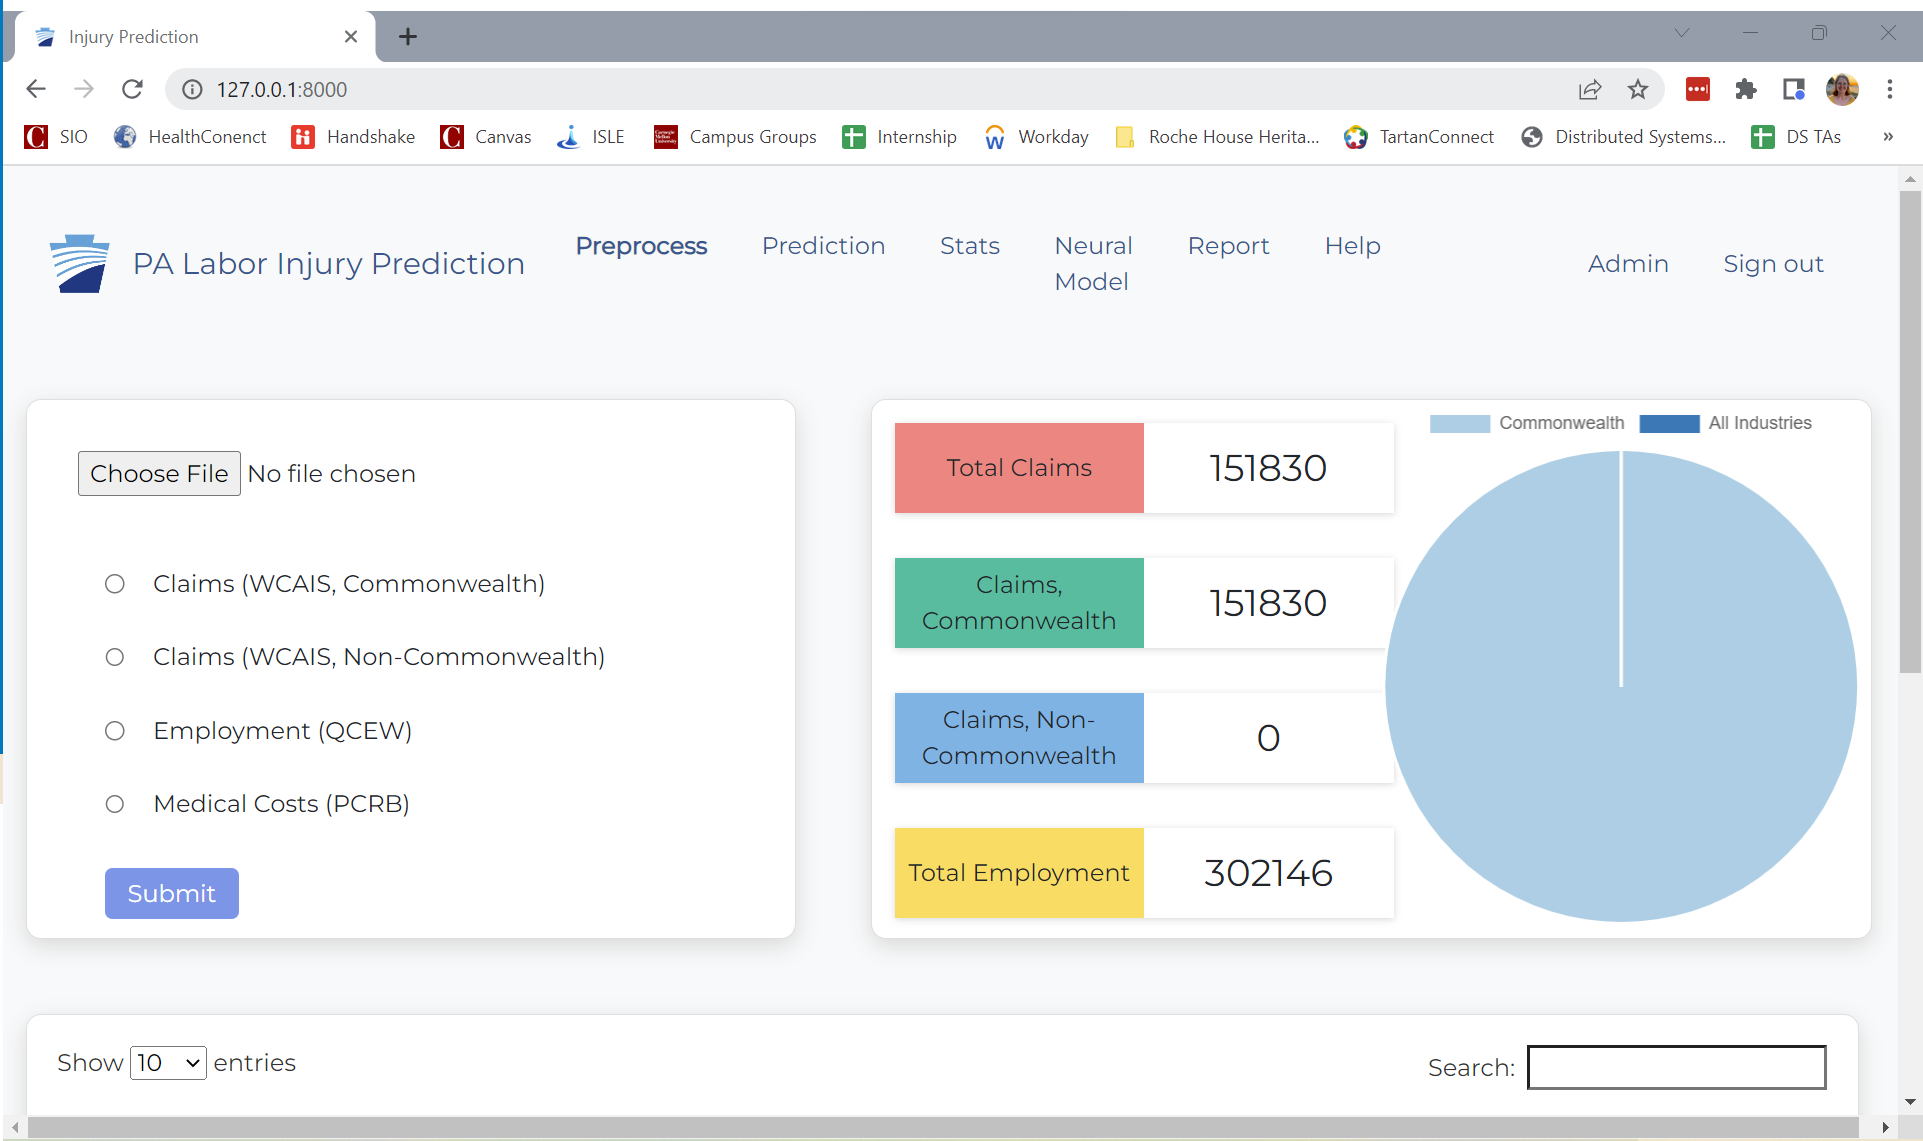 Injury Prediction
127.0.0.1:8000
SIO HealthConenct Handshake Canvas ISLE Campus Groups Internship Workday Roche House Herita... TartanConnect Distributed Systems... DS TAs »
PA Labor Injury Prediction
Preprocess Prediction Stats Neural Model Report Help
Admin Sign out
Choose File No file chosen
Claims (WCAIS, Commonwealth)
Claims (WCAIS, Non-Commonwealth)
Employment (QCEW)
Medical Costs (PCRB)
Submit
Total Claims 151830
Claims,
Commonwealth 151830
Claims, Non-
Commonwealth 0
Total Employment 302146
Commonwealth All Industries
Show 10 entries
Search: